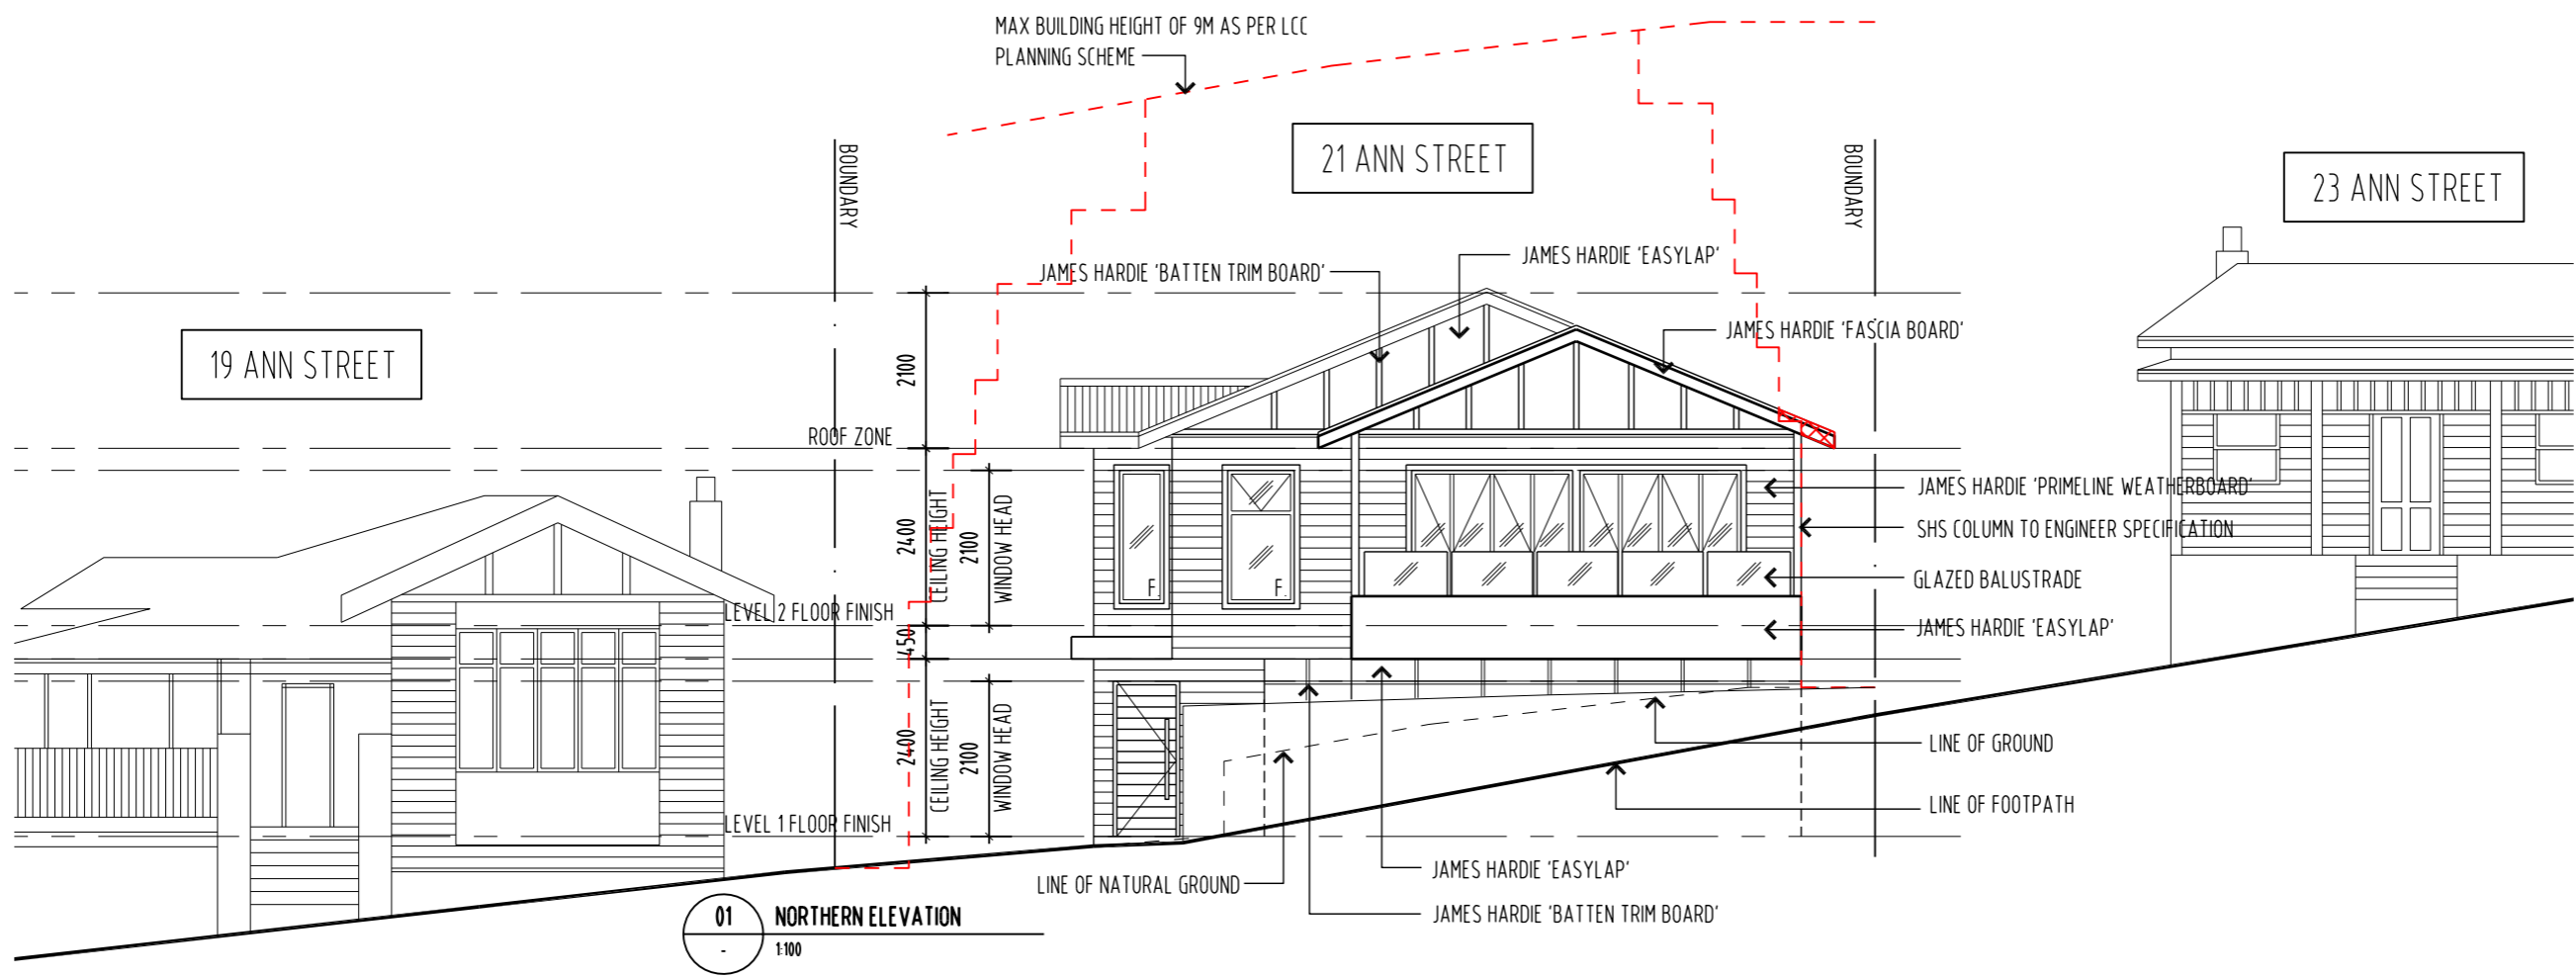 MAX BUILDING HEIGHT OF 9M AS PER LCC
PLANNING SCHEME
BOUNDARY
21 ANN STREET
BOUNDARY
23 ANN STREET
JAMES HARDIE 'BATTEN TRIM BOARD'
JAMES HARDIE 'EASYLAP'
19 ANN STREET
JAMES HARDIE 'FASCIA BOARD'
2100
ROOF ZONE
2400
CEILING HEIGHT
2100
WINDOW HEAD
JAMES HARDIE 'PRIMELINE WEATHERBOARD'
SHS COLUMN TO ENGINEER SPECIFICATION
F.
F.
GLAZED BALUSTRADE
LEVEL 2 FLOOR FINISH
450
JAMES HARDIE 'EASYLAP'
2400
CEILING HEIGHT
2100
WINDOW HEAD
LINE OF GROUND
LINE OF FOOTPATH
LEVEL 1 FLOOR FINISH
JAMES HARDIE 'EASYLAP'
LINE OF NATURAL GROUND
JAMES HARDIE 'BATTEN TRIM BOARD'
01 NORTHERN ELEVATION
- 1:100